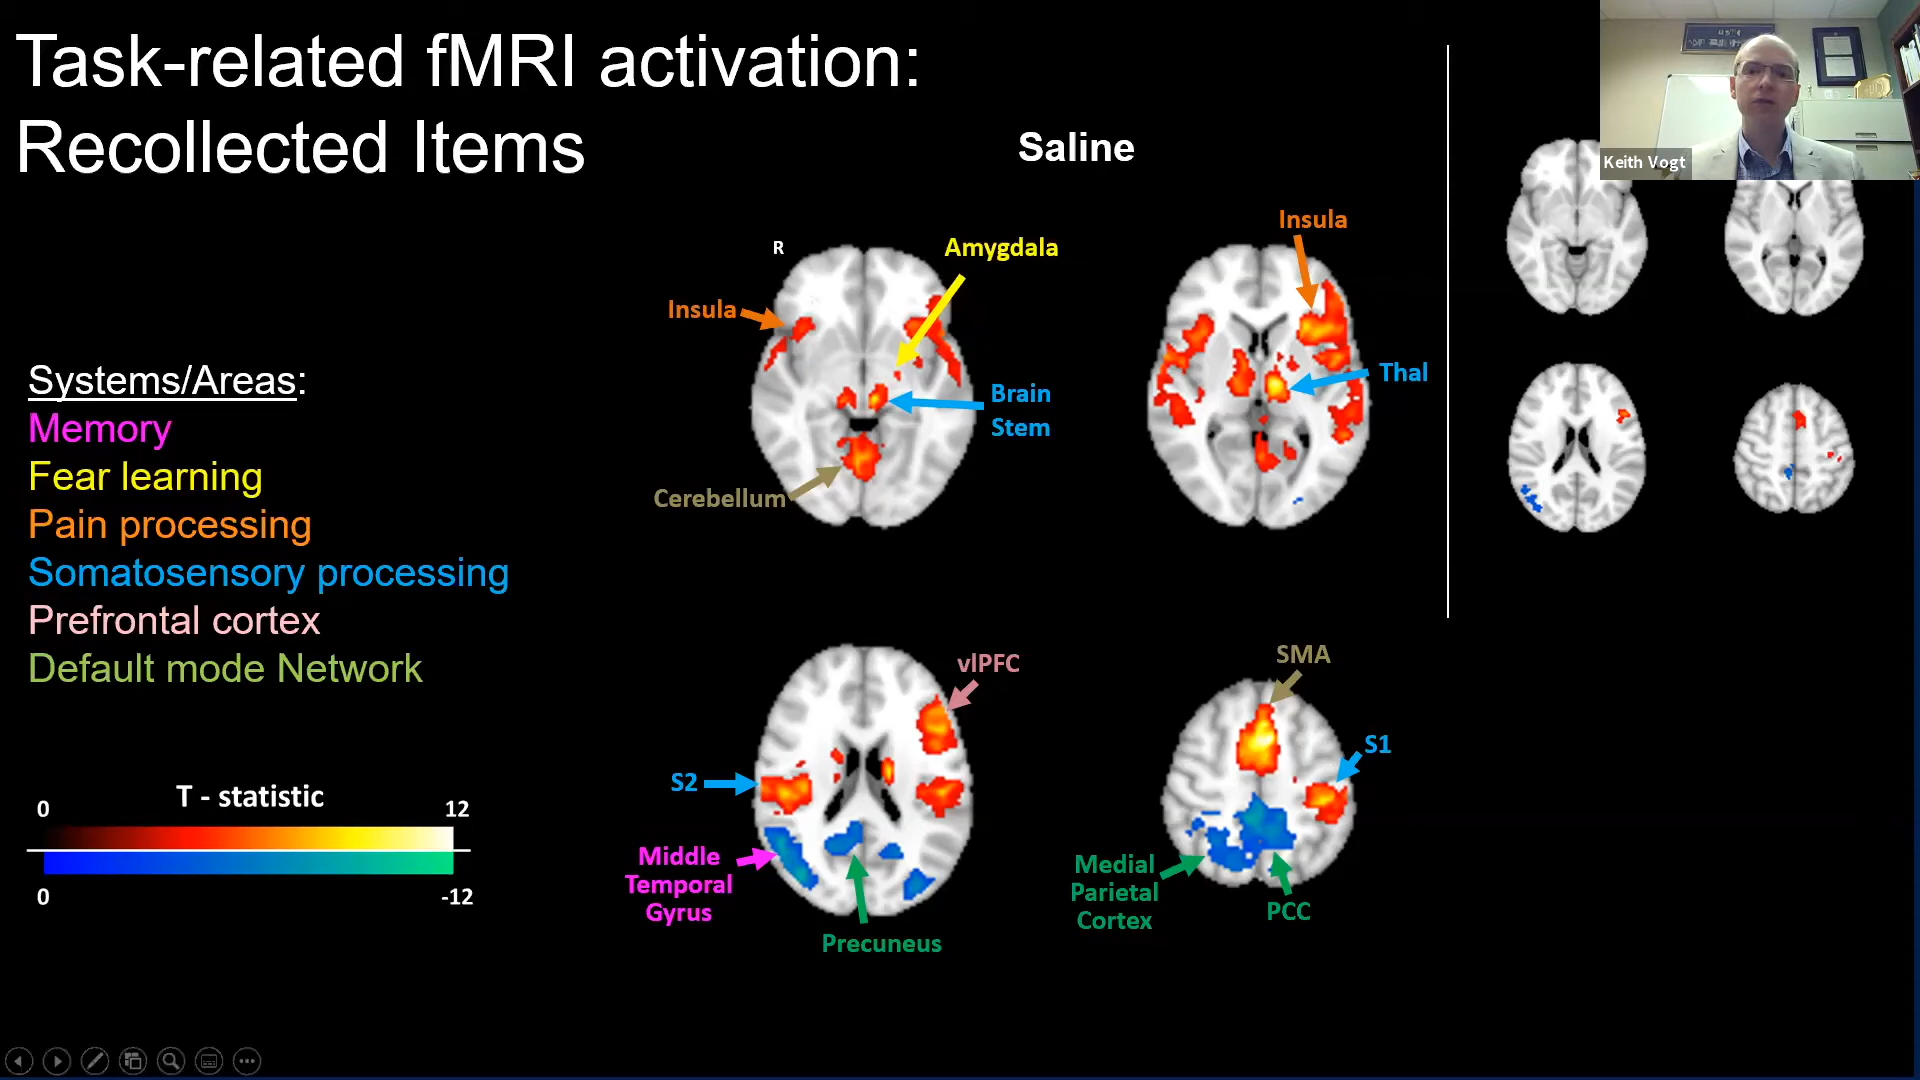 Task-related fMRI activation:
Recollected Items
Saline
Keith Vogt
Systems/Areas:
Memory
Fear learning
Pain processing
Somatosensory processing
Prefrontal cortex
Default mode Network
T - statistic
0
12
0
-12
R
Amygdala
Insula
Brain
Stem
Cerebellum
Insula
Thal
vlPFC
S2
Middle
Temporal
Gyrus
Precuneus
SMA
S1
Medial
Parietal
Cortex
PCC